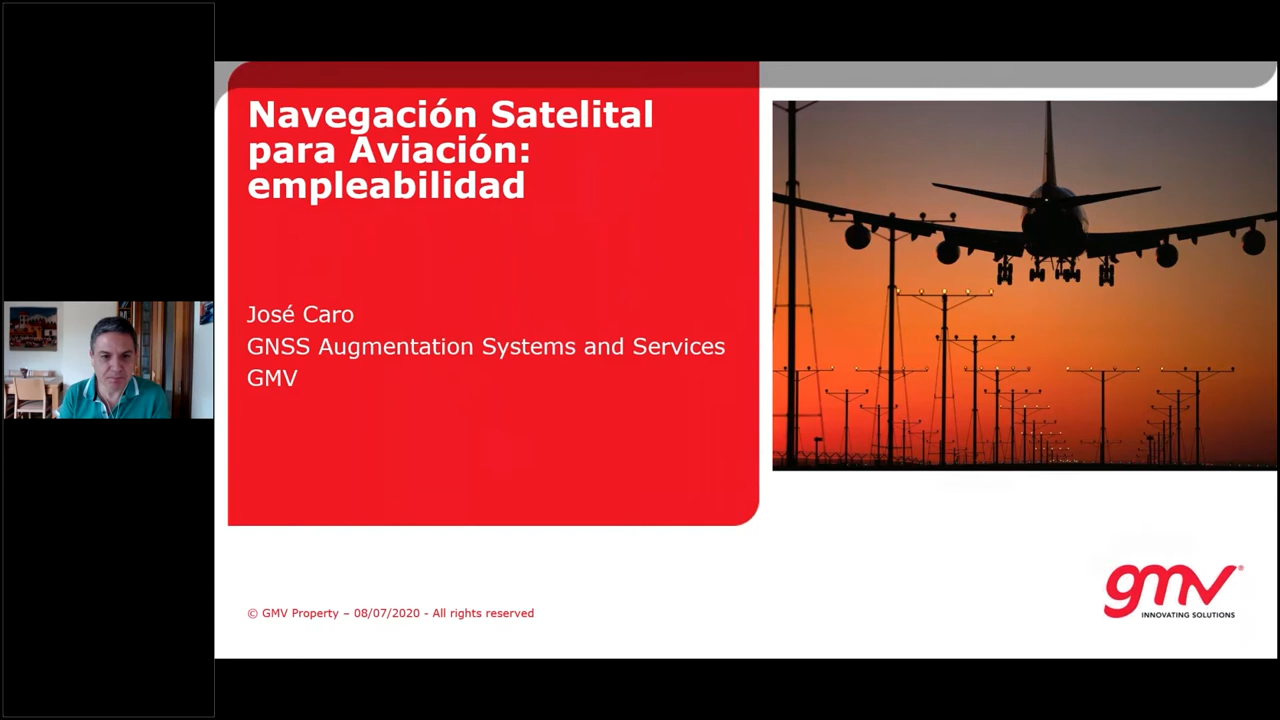 Navegación Satelital
para Aviación:
empleabilidad
José Caro
GNSS Augmentation Systems and Services
GMV
© GMV Property – 08/07/2020 - All rights reserved
gmv®
INNOVATING SOLUTIONS